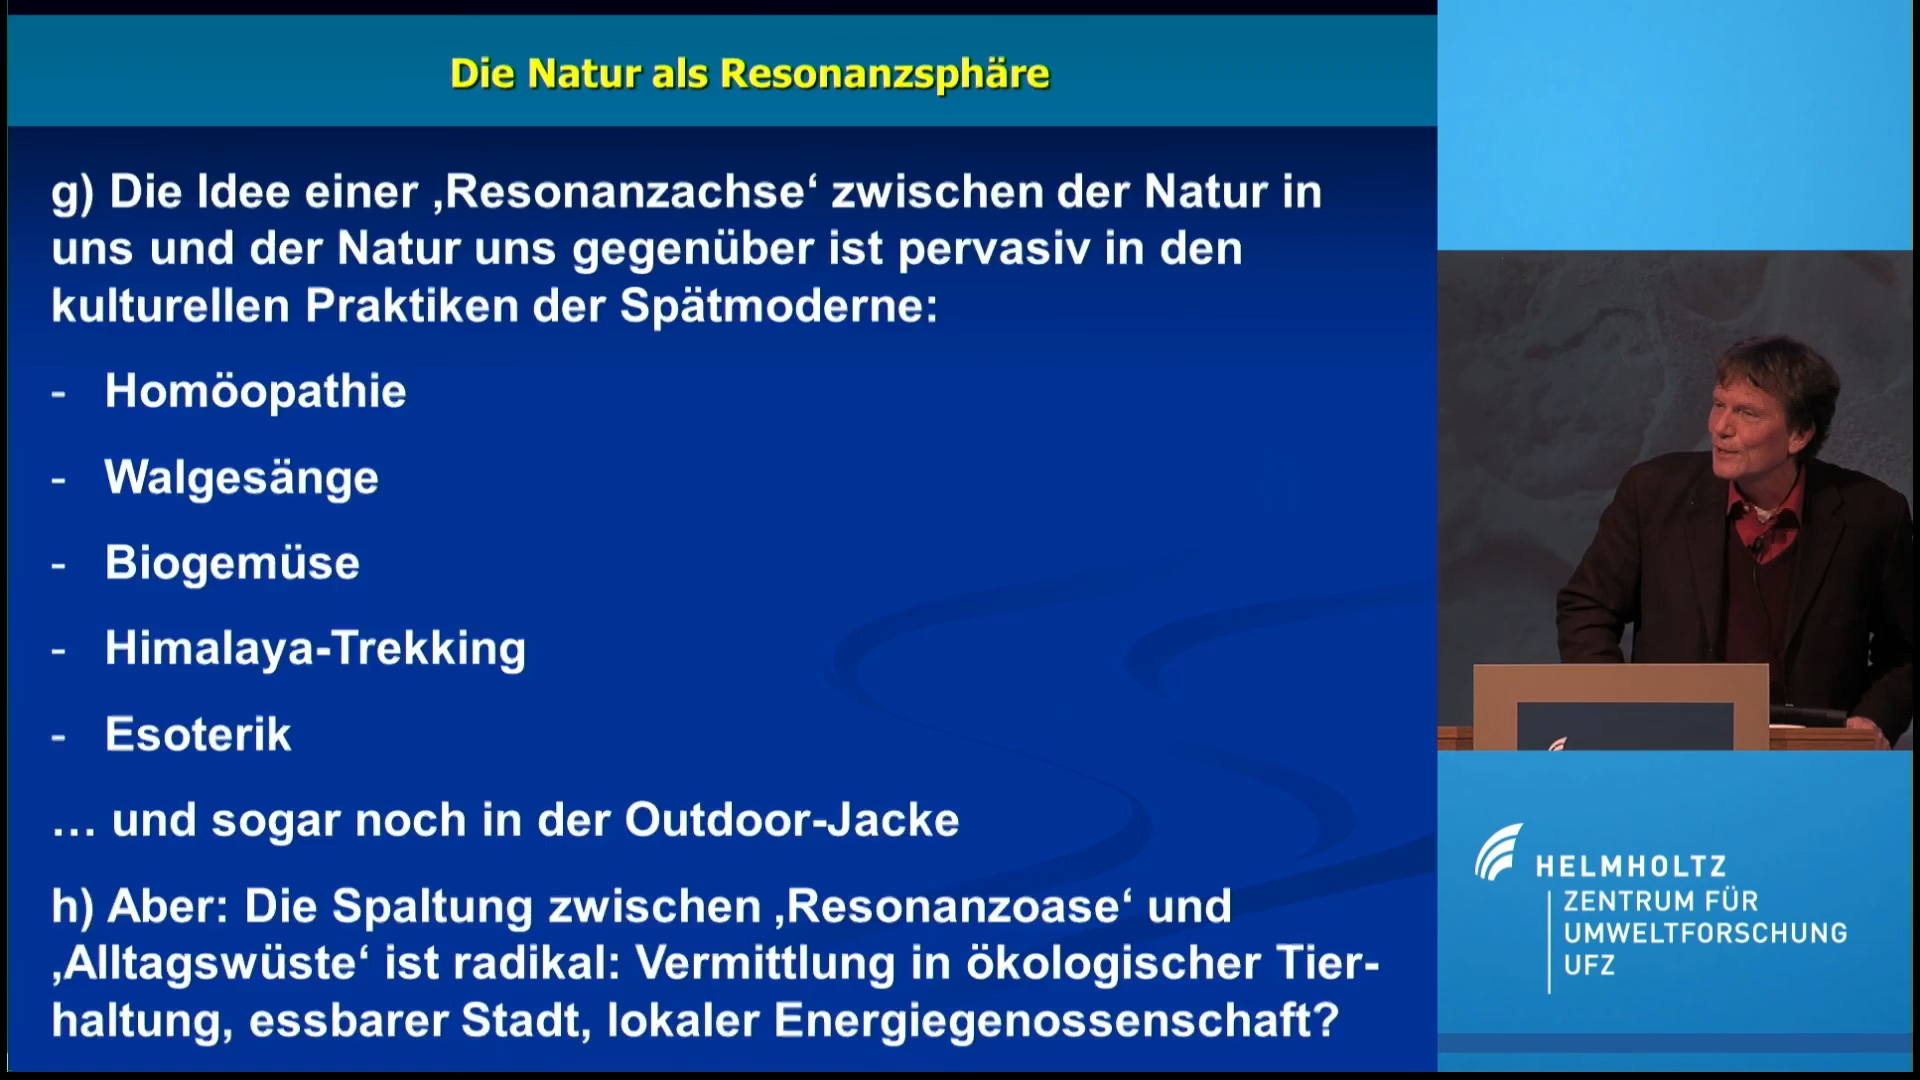 Die Natur als Resonanzsphäre
g) Die Idee einer ‚Resonanzachse‘ zwischen der Natur in
uns und der Natur uns gegenüber ist pervasiv in den
kulturellen Praktiken der Spätmoderne:
- Homöopathie
- Walgesänge
- Biogemüse
- Himalaya-Trekking
- Esoterik
… und sogar noch in der Outdoor-Jacke
h) Aber: Die Spaltung zwischen ‚Resonanzoase‘ und
‚Alltagswüste‘ ist radikal: Vermittlung in ökologischer Tier-
haltung, essbarer Stadt, lokaler Energiegenossenschaft?
HELMHOLTZ
ZENTRUM FÜR
UMWELTFORSCHUNG
UFZ